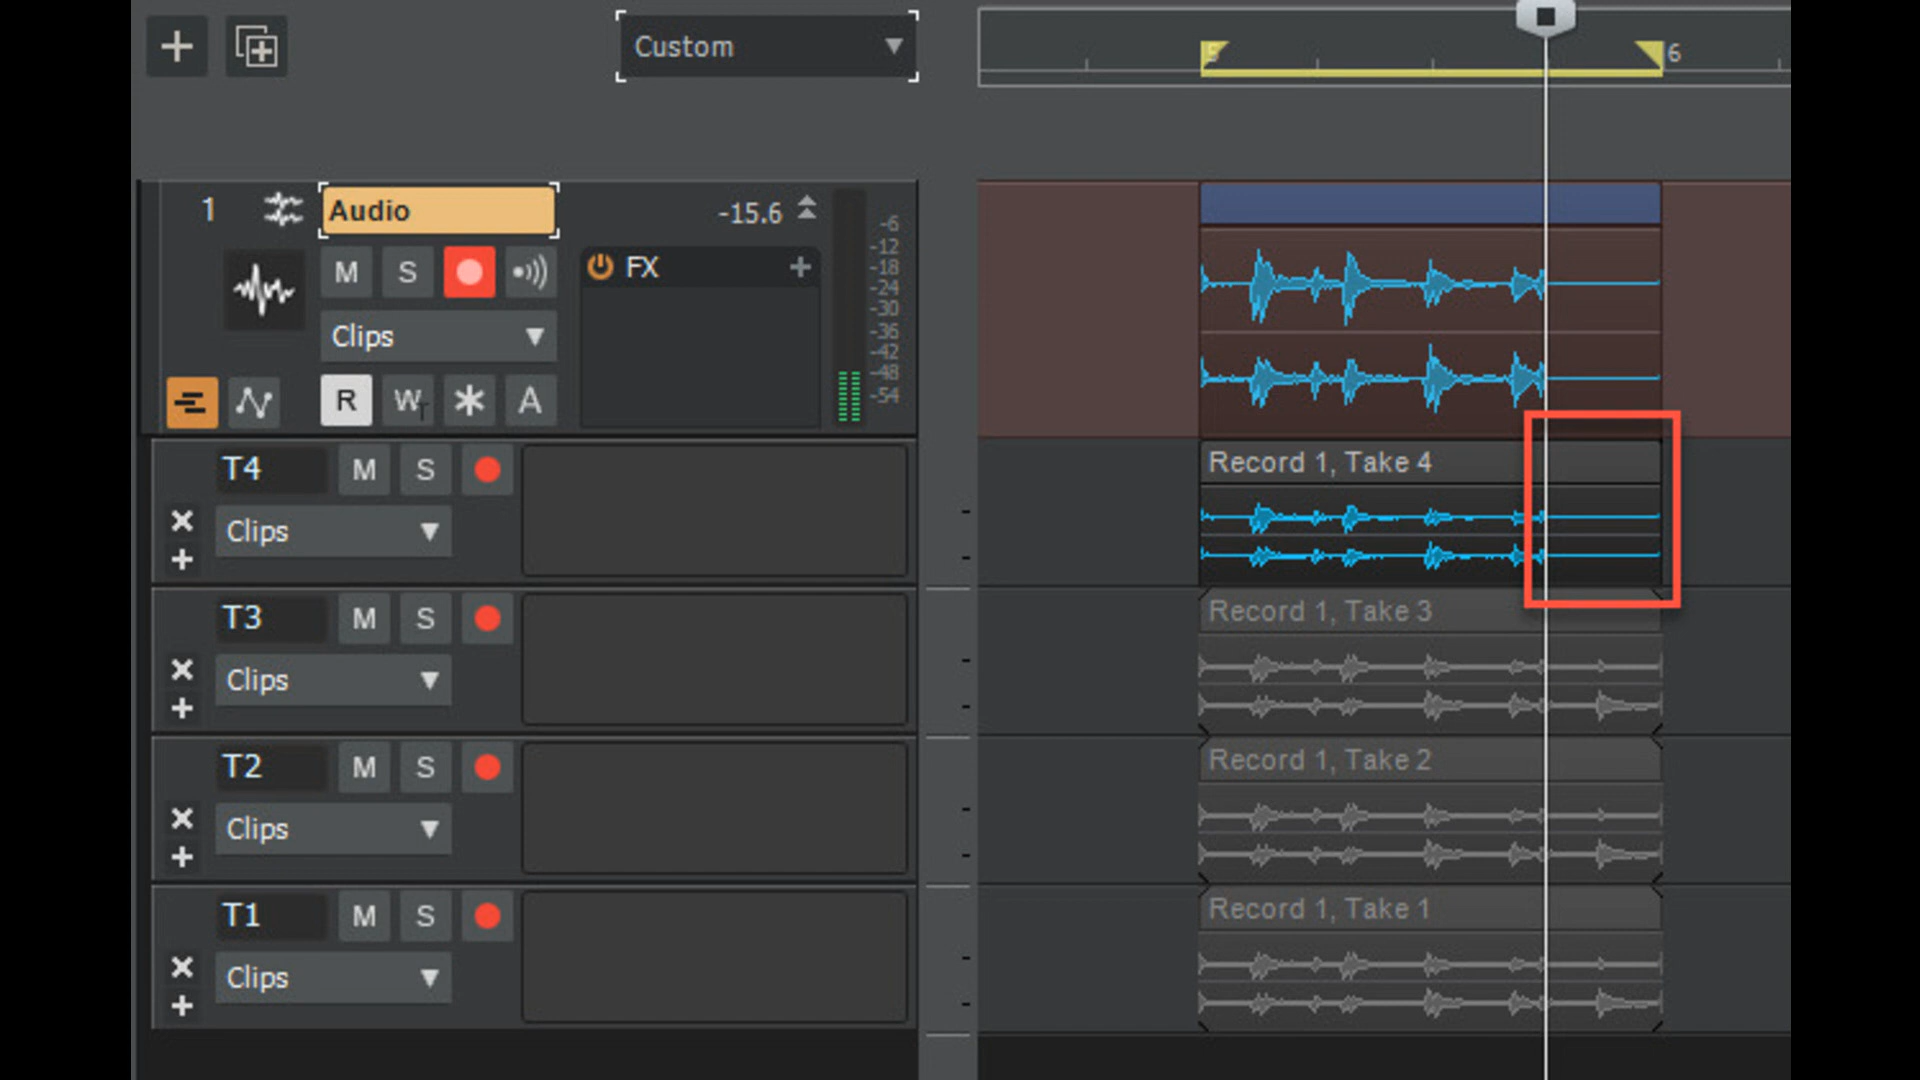 Custom
5
6
1
Audio
-15.6
M
S
FX
Clips
R
W
A
-6
-12
-18
-24
-30
-36
-42
-48
-54
T4
M
S
Clips
Record 1, Take 4
T3
M
S
Clips
Record 1, Take 3
T2
M
S
Clips
Record 1, Take 2
T1
M
S
Clips
Record 1, Take 1